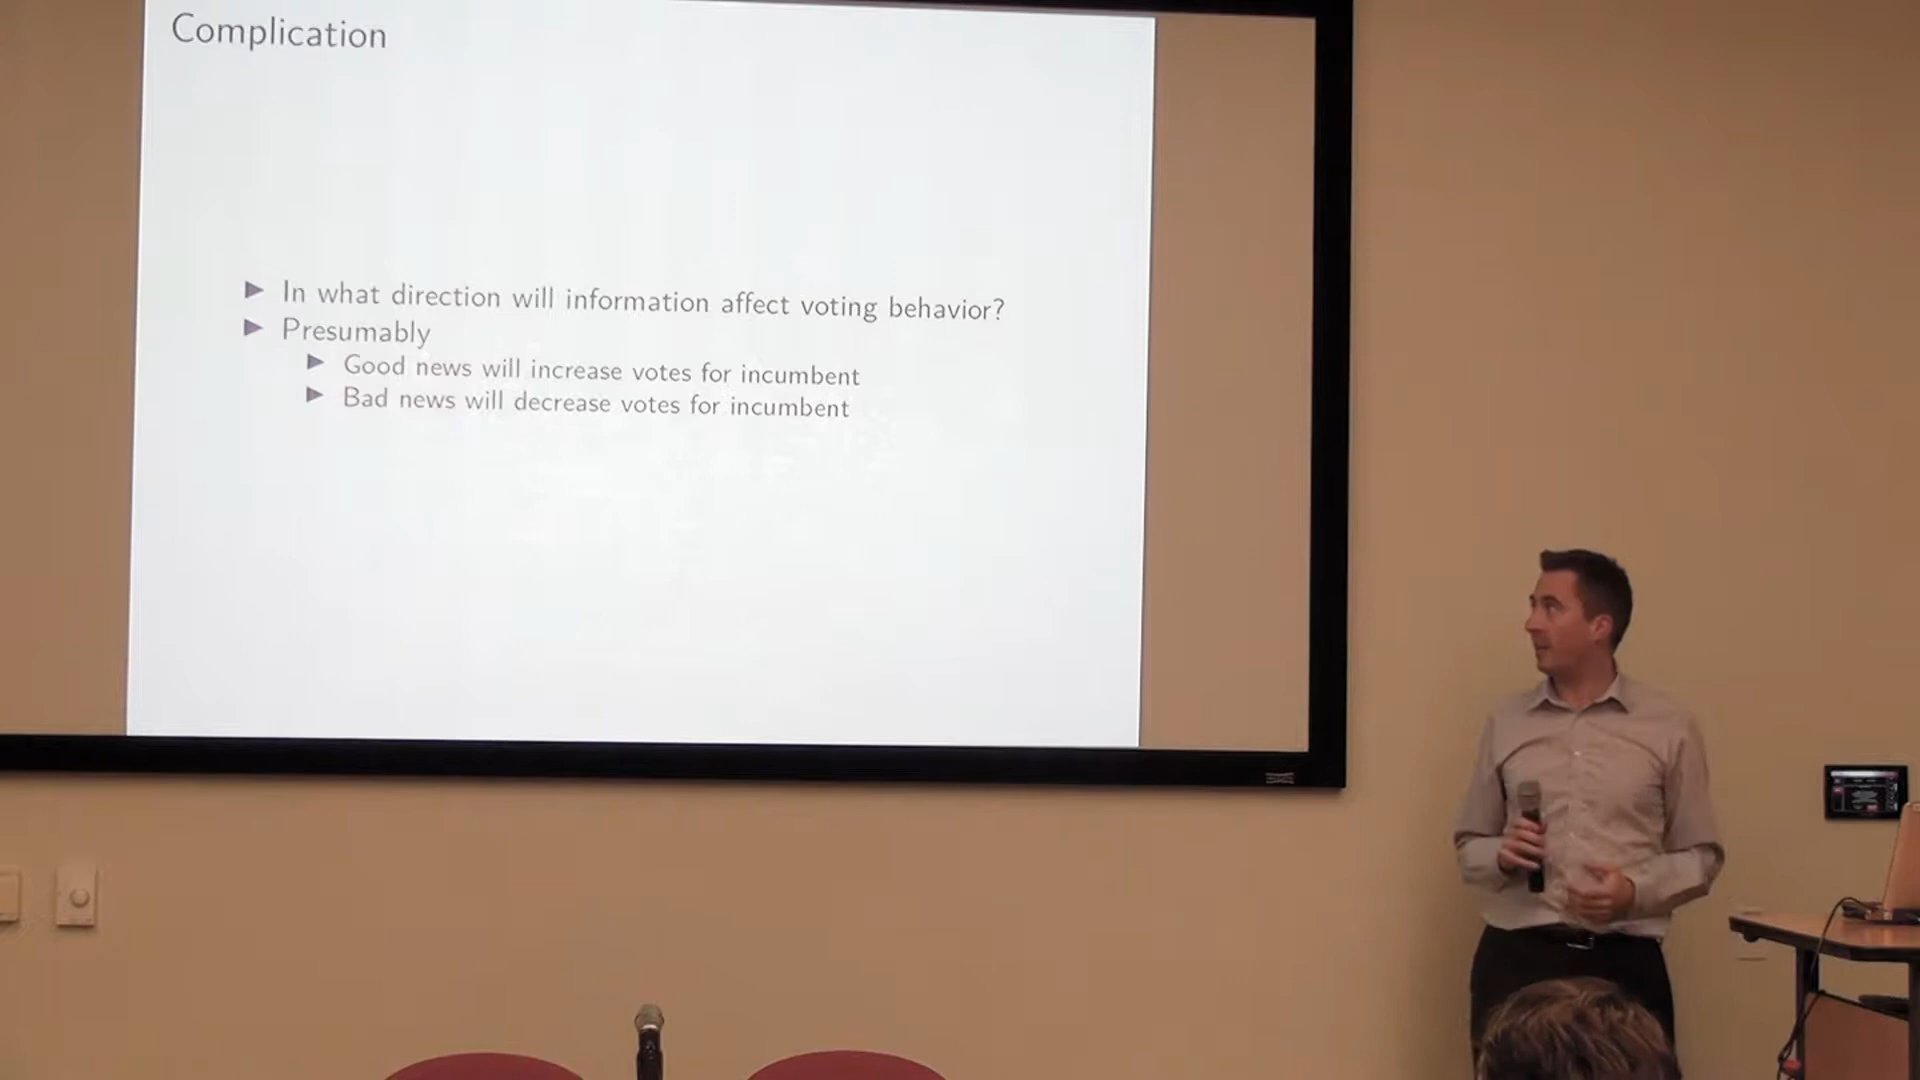 Complication
In what direction will information affect voting behavior?
Presumably
Good news will increase votes for incumbent
Bad news will decrease votes for incumbent